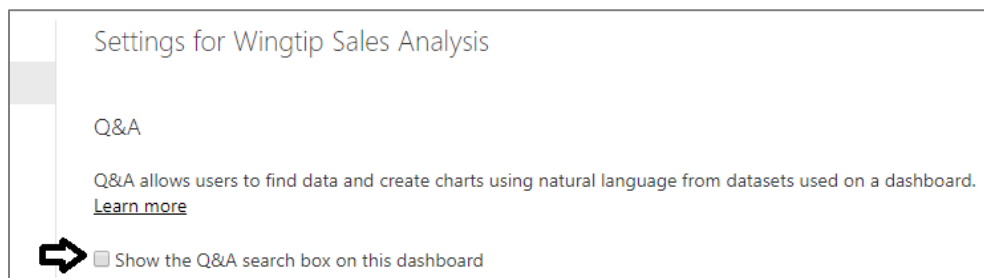 Settings for Wingtip Sales Analysis
Q&A
Q&A allows users to find data and create charts using natural language from datasets used on a dashboard.
Learn more
Show the Q&A search box on this dashboard